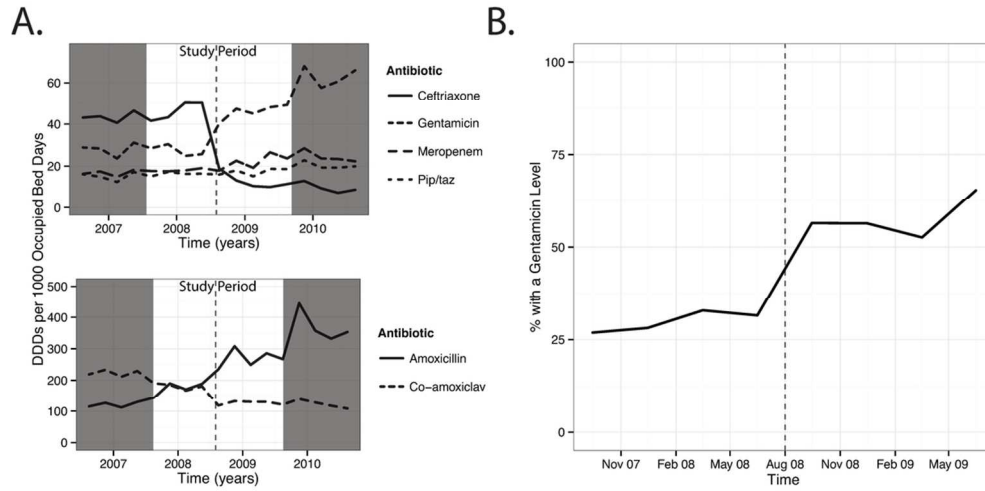 A.
Study Period
60
40
20
0
2007 2008 2009 2010
Time (years)
Antibiotic
Ceftriaxone
Gentamicin
Meropenem
Pip/taz
DDDs per 1000 Occupied Bed Days
Study Period
500
400
300
200
100
0
2007 2008 2009 2010
Time (years)
Antibiotic
Amoxicillin
Co-amoxiclav
B.
% with a Gentamicin Level
100
75
50
25
0
Nov 07 Feb 08 May 08 Aug 08 Nov 08 Feb 09 May 09
Time